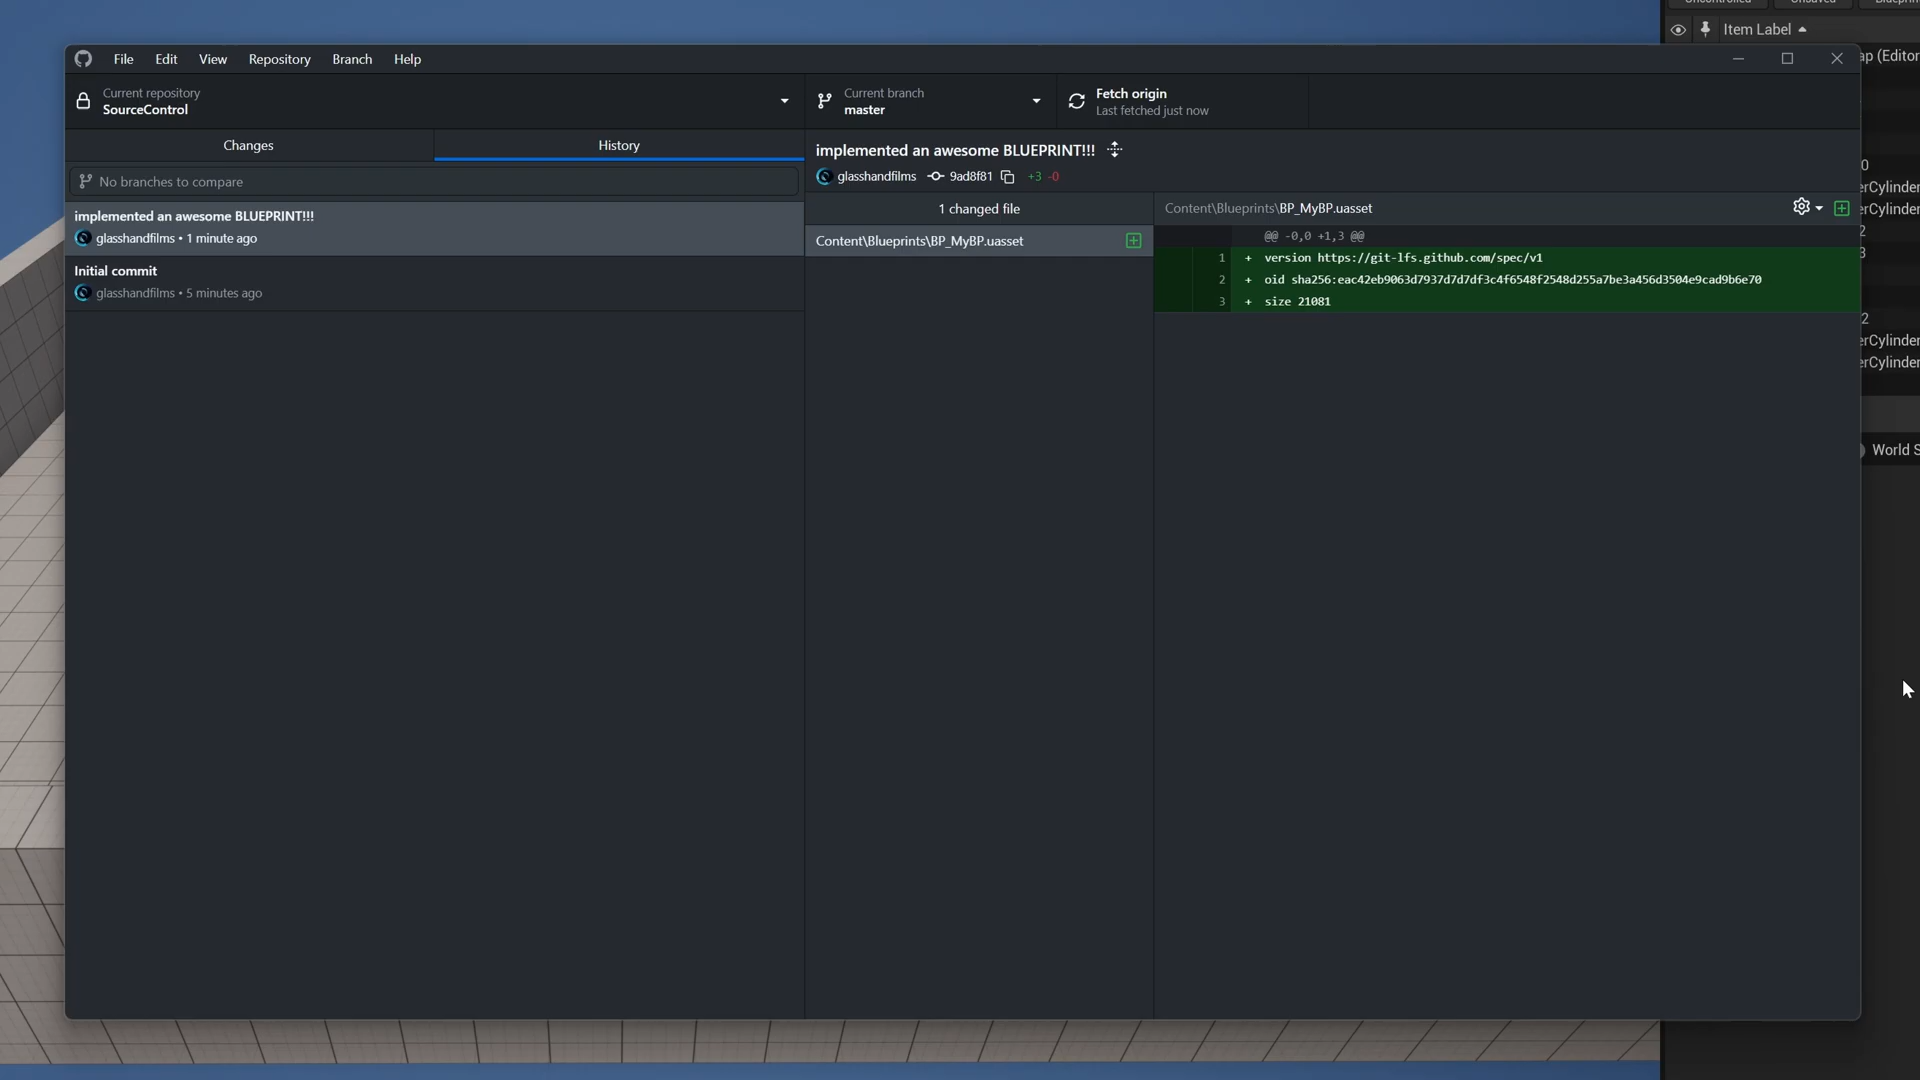 Item Label
File Edit View Repository Branch Help
Current repository
SourceControl
Current branch
master
Fetch origin
Last fetched just now
Changes
History
No branches to compare
implemented an awesome BLUEPRINT!!!
glasshandfilms • 1 minute ago
Initial commit
glasshandfilms • 5 minutes ago
implemented an awesome BLUEPRINT!!!
glasshandfilms 9ad8f81 +3 -0
1 changed file
Content\Blueprints\BP_MyBP.uasset
Content\Blueprints\BP_MyBP.uasset
@@ -0,0 +1,3 @@
1 + version https://git-lfs.github.com/spec/v1
2 + oid sha256:eac42eb9063d7937d7d7df3c4f6548f2548d255a7be3a456d3504e9cad9b6e70
3 + size 21081
ap (Editor
0
erCylinder
erCylinder
2
3
2
erCylinder
erCylinder
World S